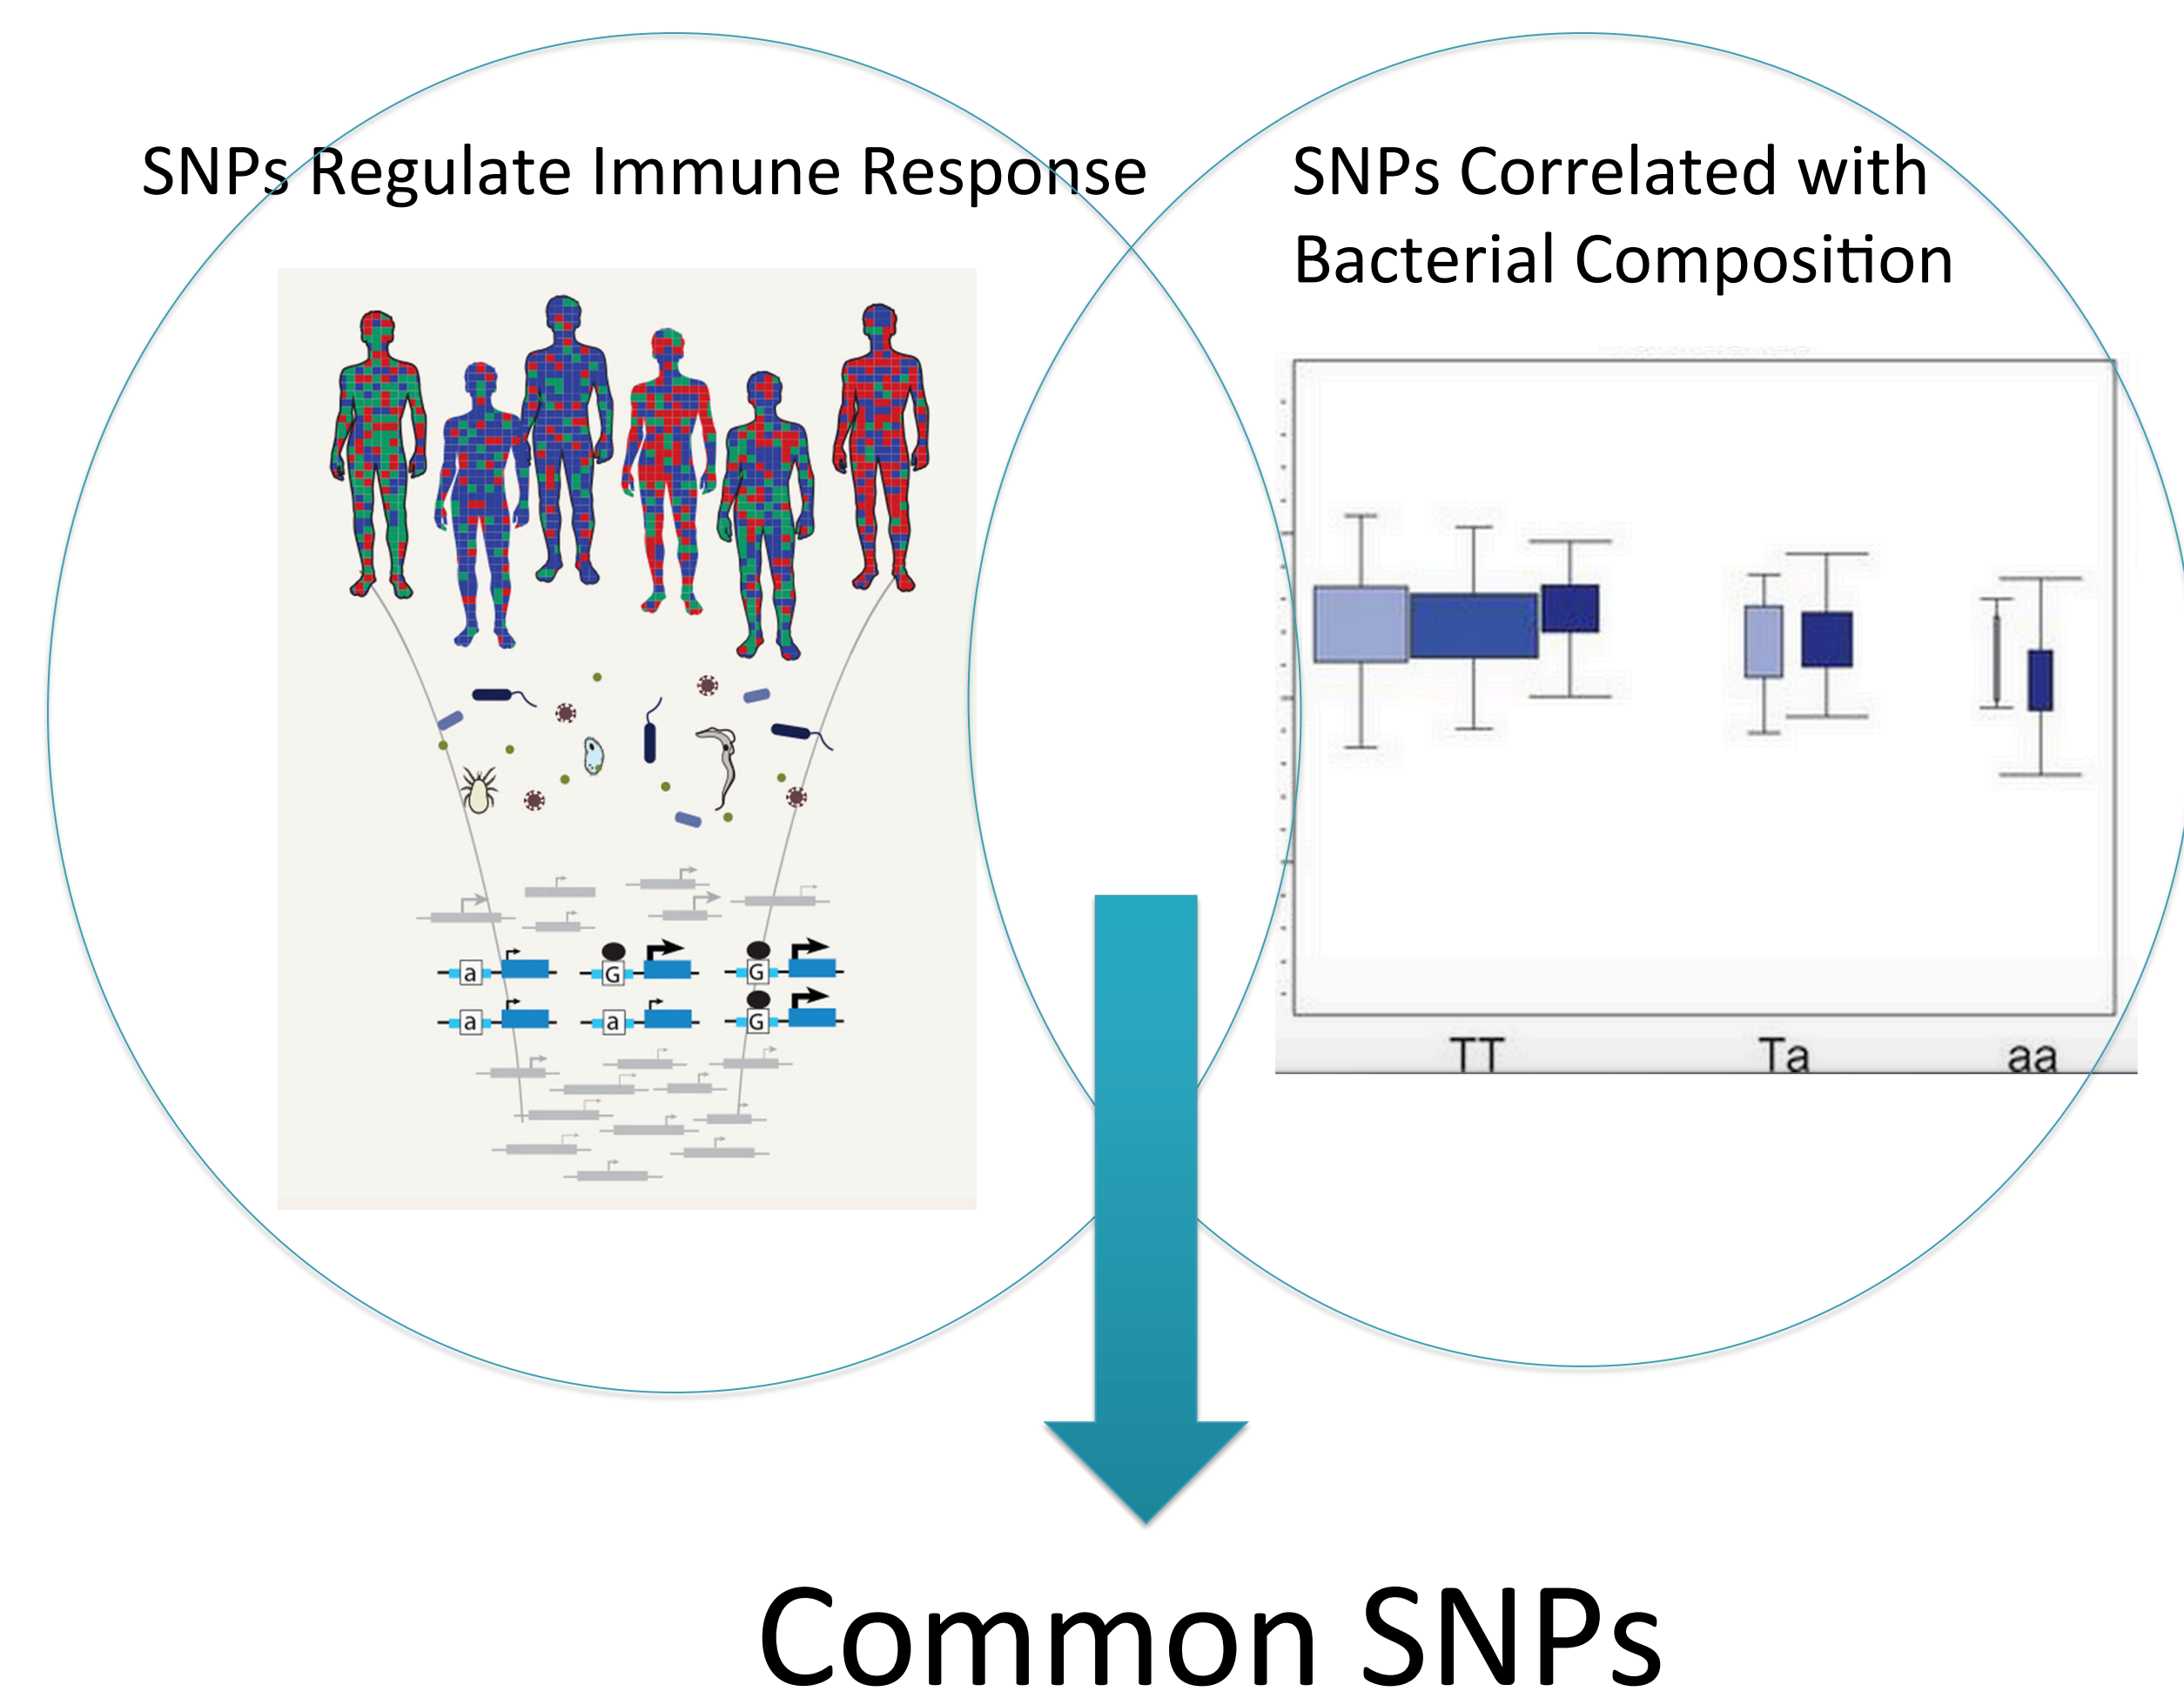 SNPs Regulate Immune Response
SNPs Correlated with
Bacterial Composition
a G G
a a G
TT Ta aa
Common SNPs